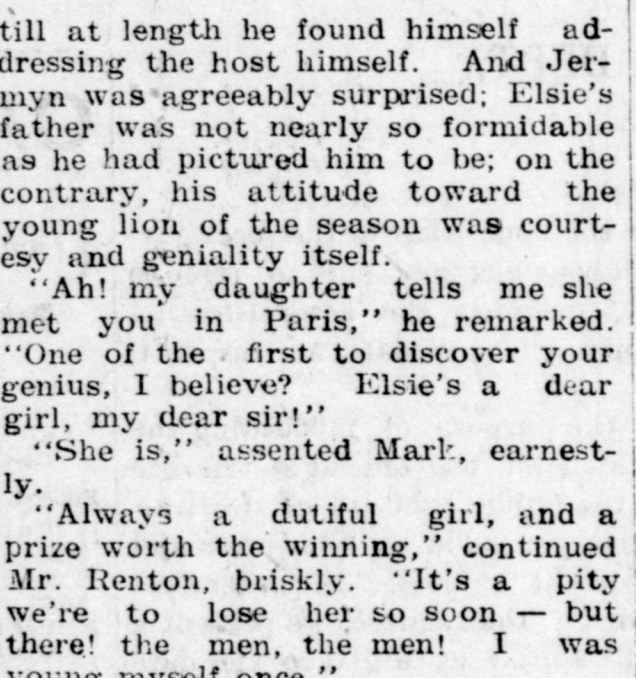 till at length he found himself ad-
dressing the host himself. And Jer-
myn was agreeably surprised; Elsie's
father was not nearly so formidable
as he had pictured him to be; on the
contrary, his attitude toward the
young lion of the season was court-
esy and geniality itself.
"Ah! my daughter tells me she
met you in Paris," he remarked.
"One of the first to discover your
genius, I believe? Elsie's a dear
girl, my dear sir!"
"She is," assented Mark, earnest-
ly.
"Always a dutiful girl, and a
prize worth the winning," continued
Mr. Renton, briskly. "It's a pity
we're to lose her so soon — but
there! the men, the men! I was
young myself once."